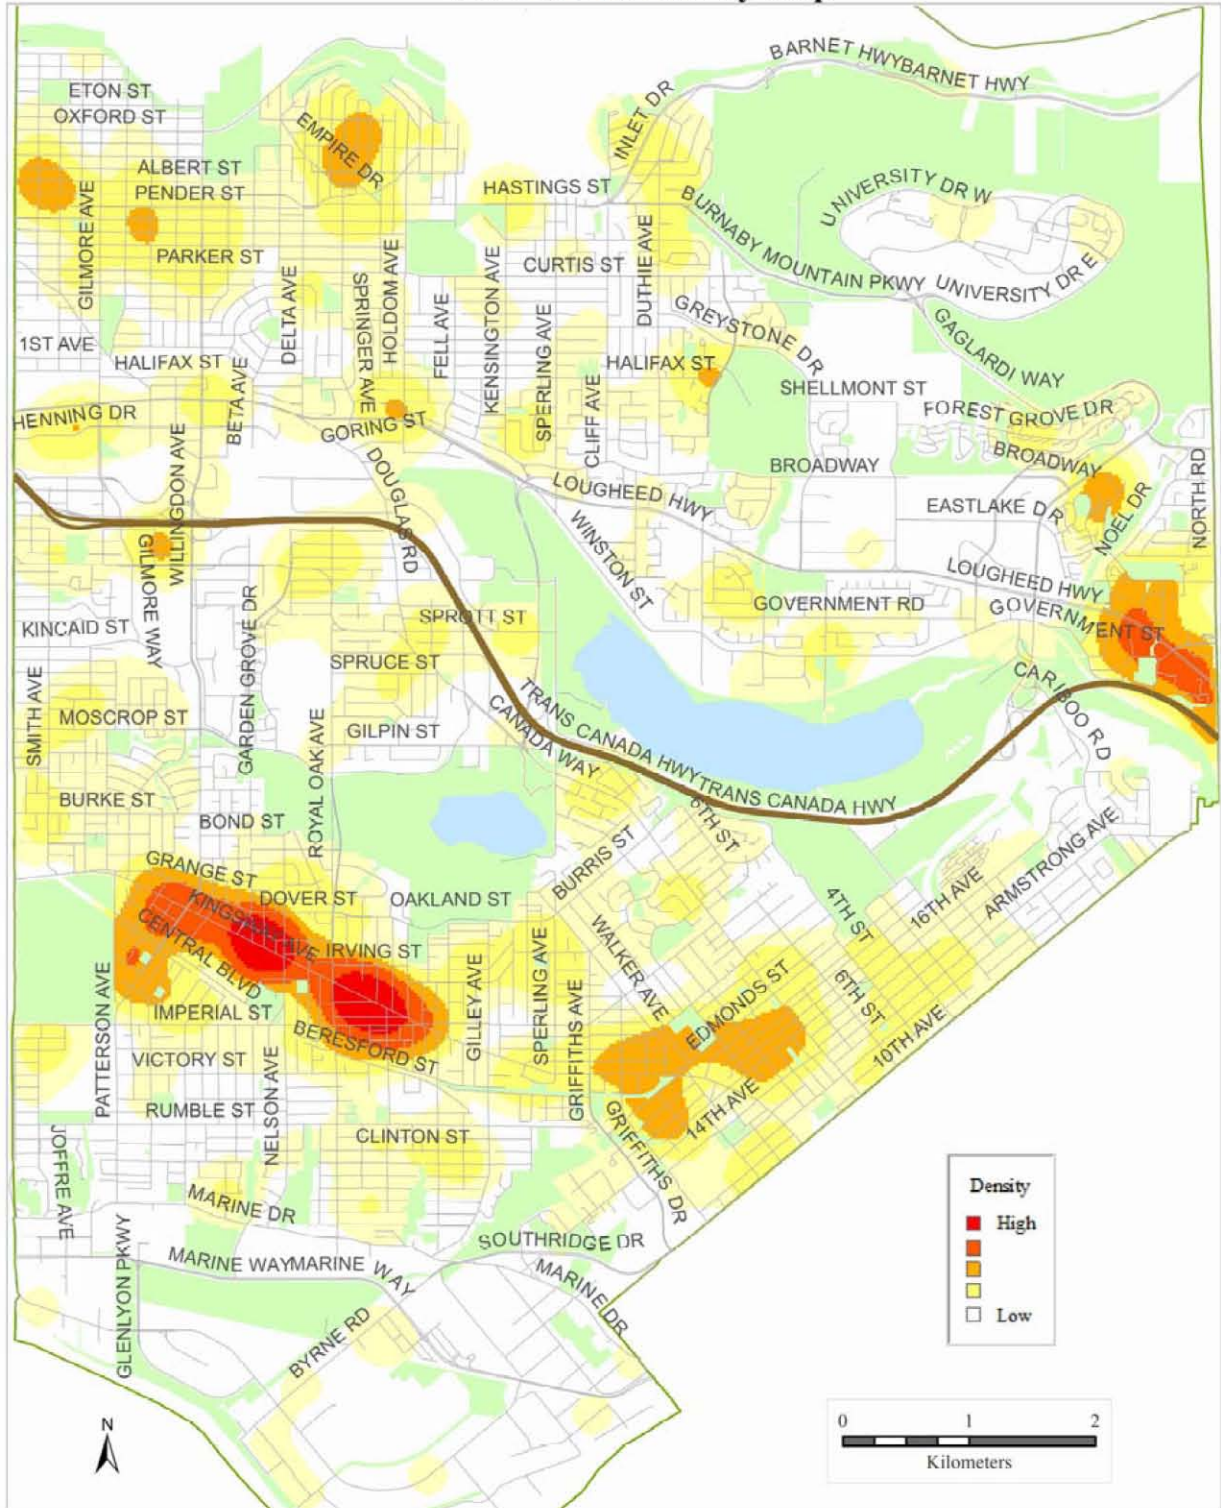 BARNET HWYBARNET HWY
ETON ST
OXFORD ST
EMPIRE DR
INLET DR
ALBERT ST
PENDER ST
HASTINGS ST
UNIVERSITY DR W
GILMORE AVE
BURNABY MOUNTAIN PKWY
PARKER ST
CURTIS ST
DUTHIE AVE
UNIVERSITY DR E
DELTA AVE
SPRINGER AVE
HOLDOM AVE
FELL AVE
KENSINGTON AVE
SPERLING AVE
GREYSTONE DR
GAGLARDI WAY
1ST AVE
HALIFAX ST
HALIFAX ST
BETA AVE
CLIFF AVE
SHELLMONT ST
HENNING DR
GORING ST
FOREST GROVE DR
WILLINGDON AVE
DOUGLAS RD
LOUGHEED HWY
BROADWAY
BROADWAY
NORTH RD
EASTLAKE DR
NOEL DR
WINSTON ST
GILMORE WAY
LOUGHEED HWY
GARDEN GROVE DR
SPROTT ST
GOVERNMENT RD
GOVERNMENT ST
KINCAID ST
SPRUCE ST
CARIBOO RD
SMITH AVE
MOSCROP ST
ROYAL OAK AVE
GILPIN ST
TRANS CANADA HWYTRANS CANADA HWY
CANADA WAY
BURKE ST
BOND ST
6TH ST
BURRIS ST
ARMSTRONG AVE
GRANGE ST
DOVER ST
OAKLAND ST
16TH AVE
4TH ST
KINGSWAY AVE
CENTRAL BLVD
IRVING ST
WALKER AVE
EDMONDS ST
6TH ST
PATTERSON AVE
IMPERIAL ST
GILLEY AVE
SPERLING AVE
GRIFFITHS AVE
10TH AVE
BERESFORD ST
VICTORY ST
NELSON AVE
RUMBLE ST
14TH AVE
GRIFFITHS DR
JOFFRE AVE
CLINTON ST
MARINE DR
SOUTHRIDGE DR
MARINE WAYMARINE WAY
MARINE DR
GLENLYON PKWY
BYRNE RD
Density
High
Low
N
0 1 2
Kilometers